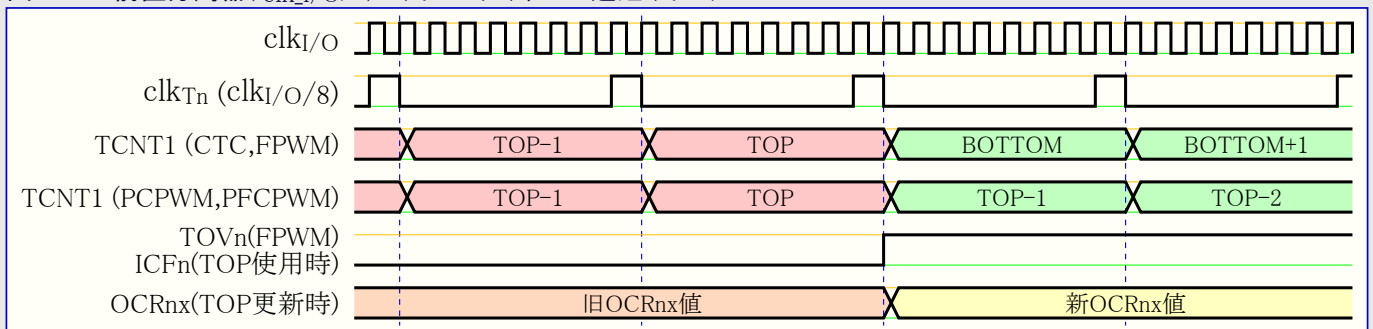 clkI/O
clkTn (clkI/O/8)
TCNT1 (CTC,FPWM) TOP-1 TOP BOTTOM BOTTOM+1
TCNT1 (PCPWM,PFCPWM) TOP-1 TOP TOP-1 TOP-2
TOVn(FPWM)
ICFn(TOP使用時)
OCRnx(TOP更新時) 旧OCRnx値 新OCRnx値